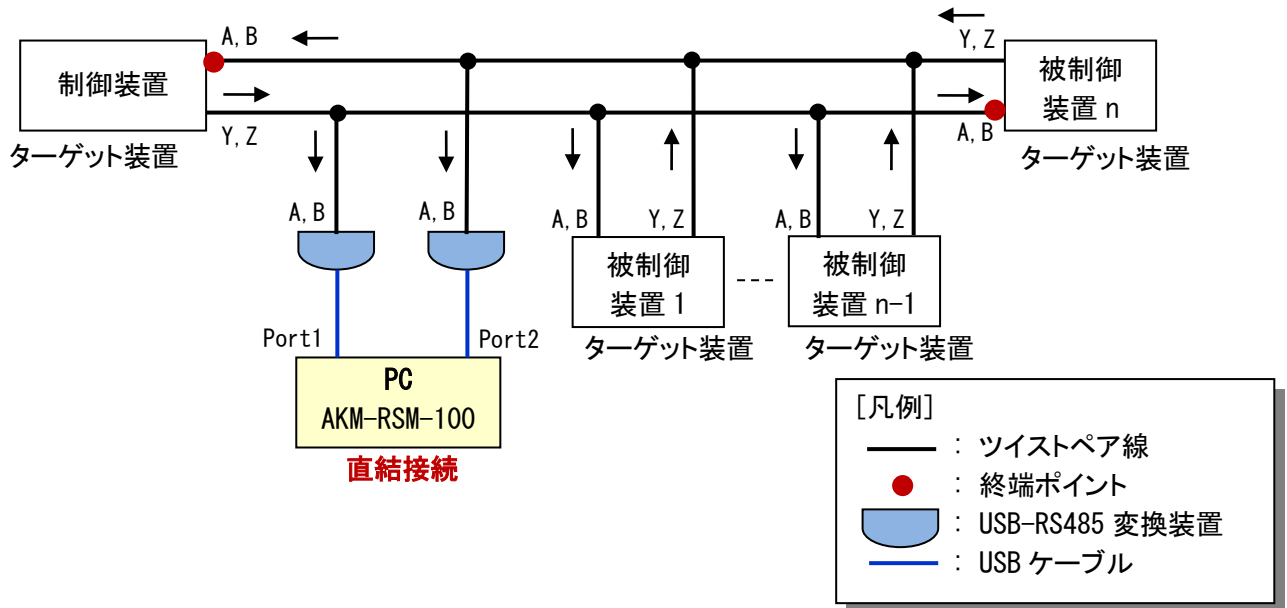 A, B
Y, Z
制御装置
被制御
装置 n
Y, Z
A, B
ターゲット装置
ターゲット装置
A, B
A, B
A, B
Y, Z
A, B
Y, Z
被制御
装置 1
被制御
装置 n-1
Port1
Port2
ターゲット装置
ターゲット装置
PC
AKM-RSM-100
直結接続
[凡例]
: ツイストペア線
: 終端ポイント
: USB-RS485 変換装置
: USB ケーブル